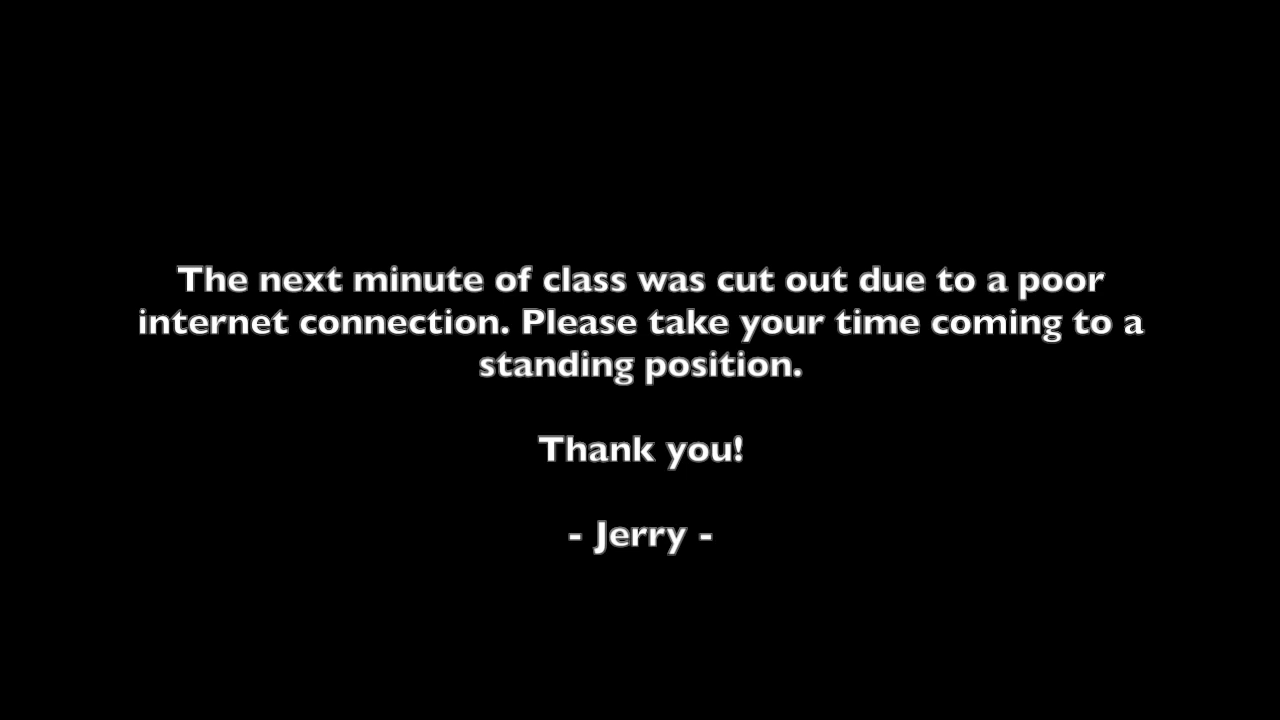 The next minute of class was cut out due to a poor
internet connection. Please take your time coming to a
standing position.
Thank you!
- Jerry -